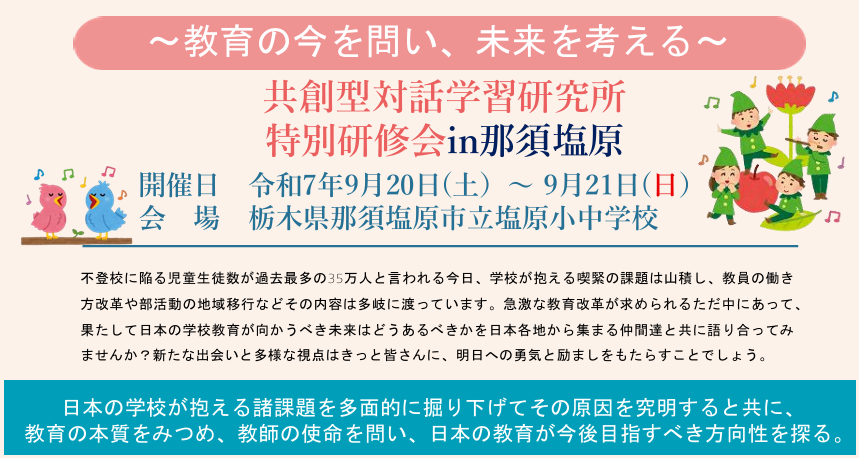 ～教育の今を問い、未来を考える～
共創型対話学習研究所
特別研修会in那須塩原
開催日　令和7年9月20日(土）～ 9月21日(日)
会　場　栃木県那須塩原市立塩原小中学校
不登校に陥る児童生徒数が過去最多の35万人と言われる今日、学校が抱える喫緊の課題は山積し、教員の働き
方改革や部活動の地域移行などその内容は多岐に渡っています。急激な教育改革が求められるただ中にあって、
果たして日本の学校教育が向かうべき未来はどうあるべきかを日本各地から集まる仲間達と共に語り合ってみ
ませんか？新たな出会いと多様な視点はきっと皆さんに、明日への勇気と励ましをもたらすことでしょう。
日本の学校が抱える諸課題を多面的に掘り下げてその原因を究明すると共に、
教育の本質をみつめ、教師の使命を問い、日本の教育が今後目指すべき方向性を探る。